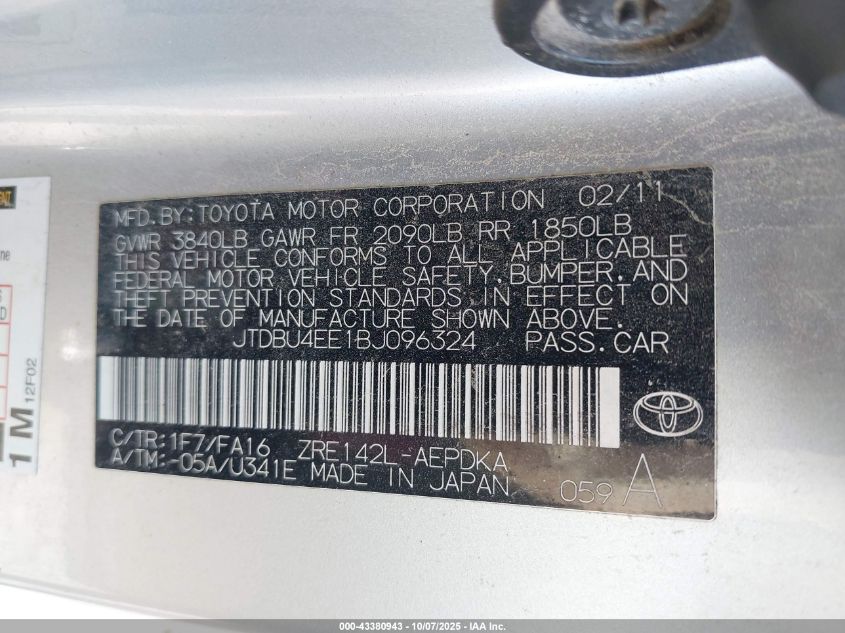 MFD.BY:TOYOTA MOTOR CORPORATION 02/11
GVWR 3840LB GAWR FR 2090LB RR 1850LB
THIS VEHICLE CONFORMS TO ALL APPLICABLE
FEDERAL MOTOR VEHICLE SAFETY,BUMPER,AND
THEFT PREVENTION STANDARDS IN EFFECT ON
THE DATE OF MANUFACTURE SHOWN ABOVE.
JTDBU4EE1BJ096324 PASS.CAR
C/TR:1F7/FA16 ZRE142L-AEPDKA
A/TM:-05A/U341E MADE IN JAPAN
059 A
1 M 12F02
000-43380943 - 10/07/2025 - IAA Inc.